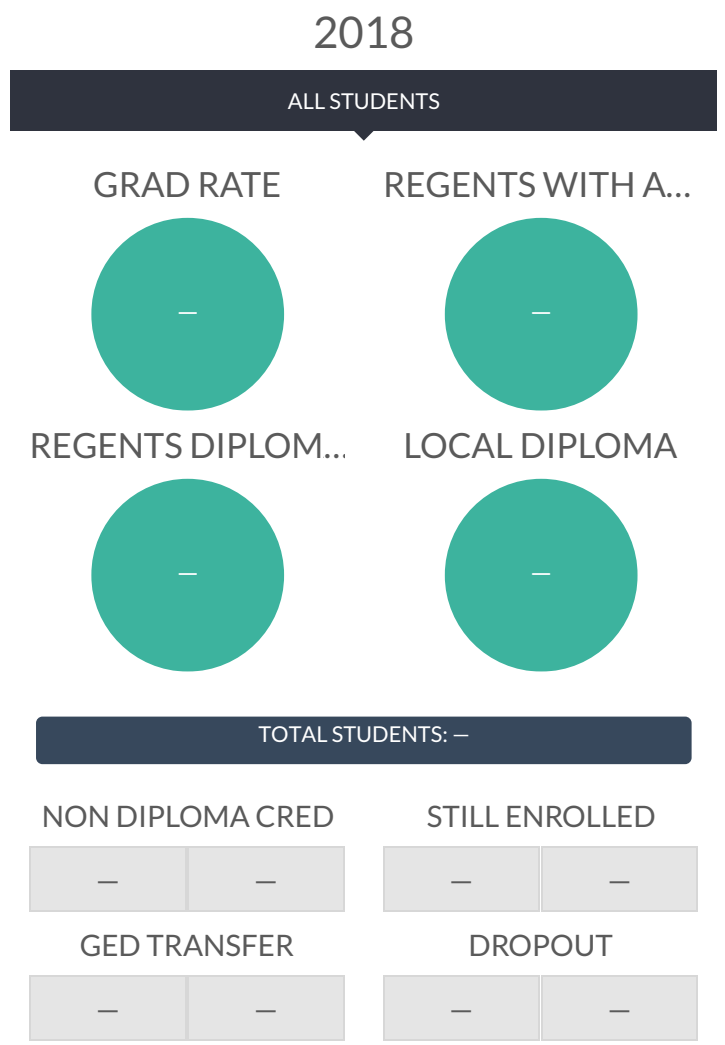 2018
ALL STUDENTS
GRAD RATE
REGENTS WITH A...
—
—
REGENTS DIPLOM...
LOCAL DIPLOMA
—
—
TOTAL STUDENTS: —
NON DIPLOMA CRED
STILL ENROLLED
— —
— —
GED TRANSFER
DROPOUT
— —
— —